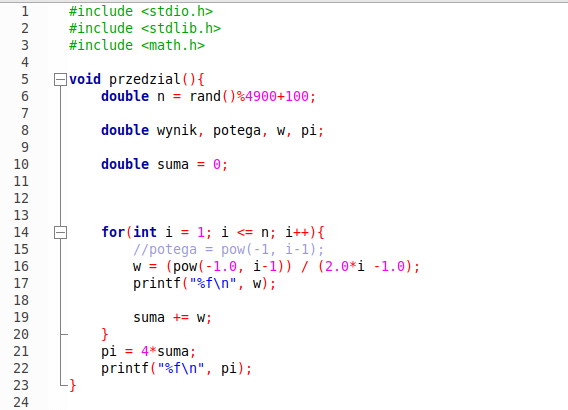 1 #include <stdio.h>
2 #include <stdlib.h>
3 #include <math.h>
4
5 void przedzial(){
6     double n = rand()%4900+100;
7
8     double wynik, potega, w, pi;
9
10     double suma = 0;
11
12
13
14     for(int i = 1; i <= n; i++){
15         //potega = pow(-1, i-1);
16         w = (pow(-1.0, i-1)) / (2.0*i -1.0);
17         printf("%f\n", w);
18
19         suma += w;
20     }
21     pi = 4*suma;
22     printf("%f\n", pi);
23 }
24